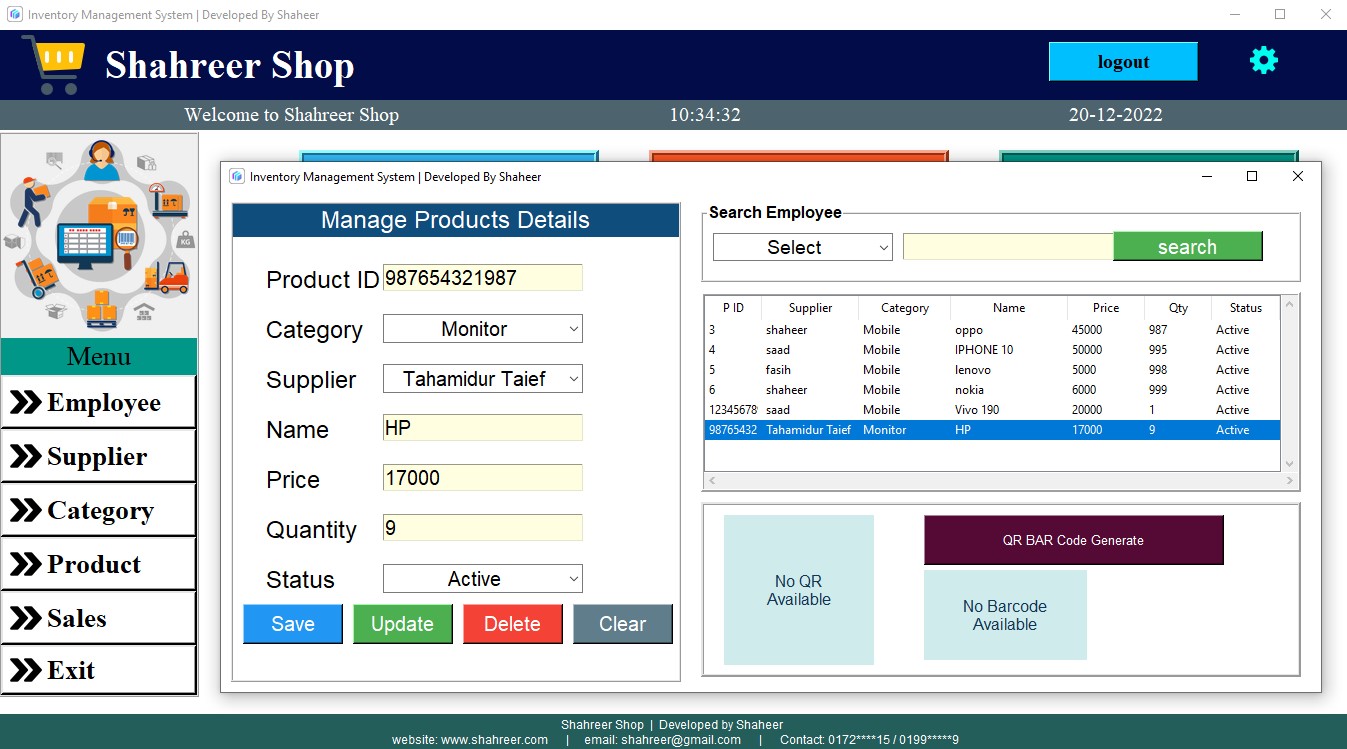 Inventory Management System | Developed By Shaheer
Shahreer Shop
logout
Welcome to Shahreer Shop 10:34:32 20-12-2022
KG
Menu
Employee
Supplier
Category
Product
Sales
Exit
Inventory Management System | Developed By Shaheer
Manage Products Details
Product ID 987654321987
Category Monitor
Supplier Tahamidur Taief
Name HP
Price 17000
Quantity 9
Status Active
Save Update Delete Clear
Search Employee
Select search
P ID Supplier Category Name Price Qty Status
3 shaheer Mobile oppo 45000 987 Active
4 saad Mobile IPHONE 10 50000 995 Active
5 fasih Mobile lenovo 5000 998 Active
6 shaheer Mobile nokia 6000 999 Active
123456789 saad Mobile Vivo 190 20000 1 Active
98765432 Tahamidur Taief Monitor HP 17000 9 Active
No QR
Available
QR BAR Code Generate
No Barcode
Available
Shahreer Shop | Developed by Shaheer
website: www.shahreer.com | email: shahreer@gmail.com | Contact: 0172****15 / 0199*****9